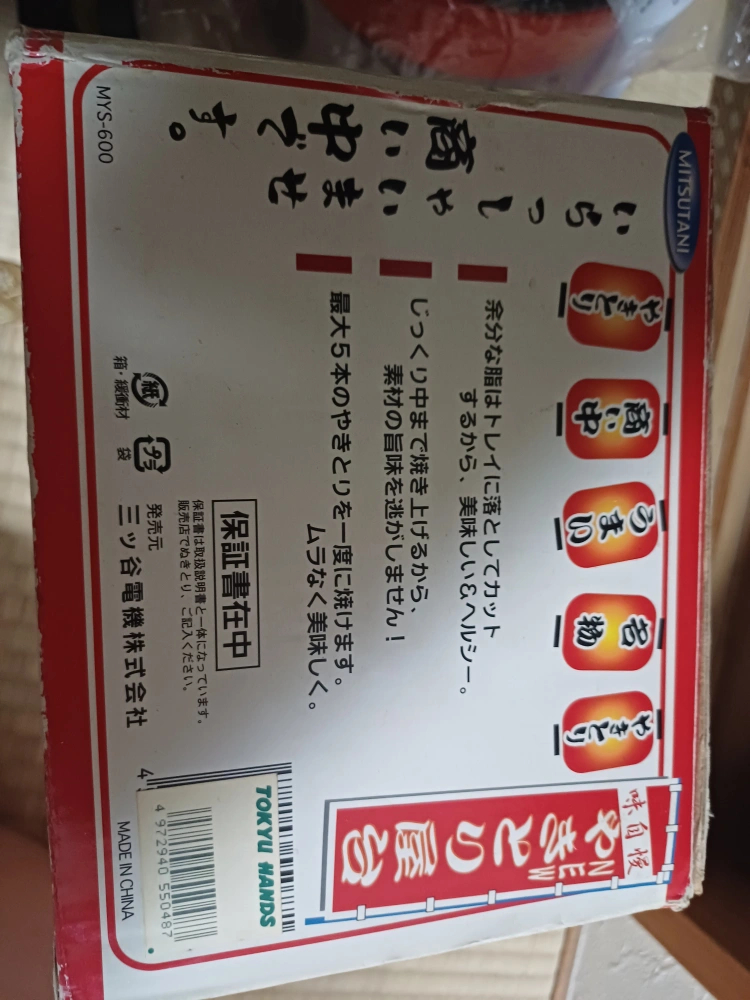 MITSUTANI
やきとり
商い中
うまい
名物
やきとり
味自慢
NEW
やきとり屋台
いらっしゃいませ
商い中です。
余分な脂はトレイに落としてカット
するから、美味しい&ヘルシー。
じっくり中まで焼き上げるから、
素材の旨味を逃がしません!
最大5本のやきとりを一度に焼けます。
ムラなく美味しく。
保証書在中
保証書は取扱説明書と一体になっています。
販売店でぬきとり、ご記入ください。
紙
箱・緩衝材
プラ
袋
発売元
三ツ谷電機株式会社
MYS-600
TOKYU HANDS
4 972940 550487
4
MADE IN CHINA